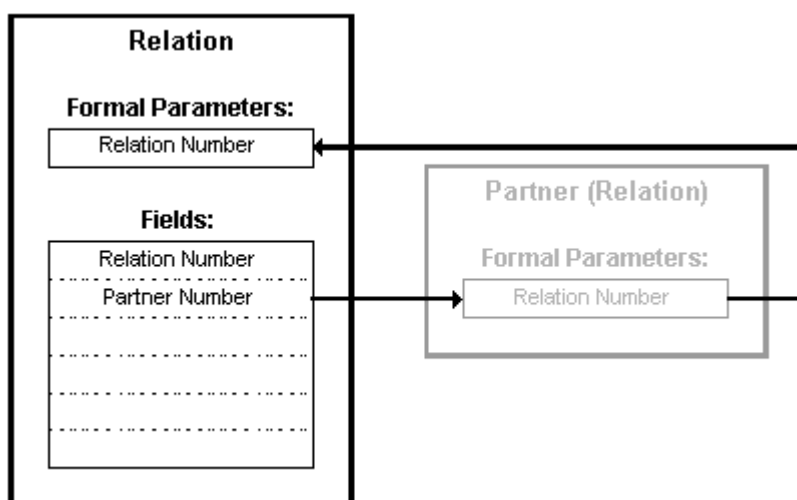 Relation
Formal Parameters:
Relation Number
Fields:
Relation Number
Partner Number
Partner (Relation)
Formal Parameters:
Relation Number